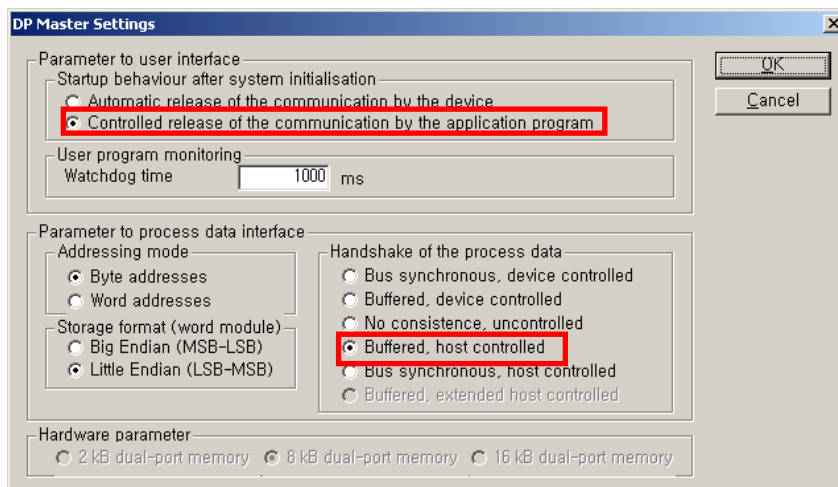 DP Master Settings
Parameter to user interface
Startup behaviour after system initialisation
Automatic release of the communication by the device
Controlled release of the communication by the application program
User program monitoring
Watchdog time 1000 ms
OK
Cancel
Parameter to process data interface
Addressing mode
Byte addresses
Word addresses
Storage format (word module)
Big Endian (MSB-LSB)
Little Endian (LSB-MSB)
Handshake of the process data
Bus synchronous, device controlled
Buffered, device controlled
No consistence, uncontrolled
Buffered, host controlled
Bus synchronous, host controlled
Buffered, extended host controlled
Hardware parameter
2 kB dual-port memory 8 kB dual-port memory 16 kB dual-port memory